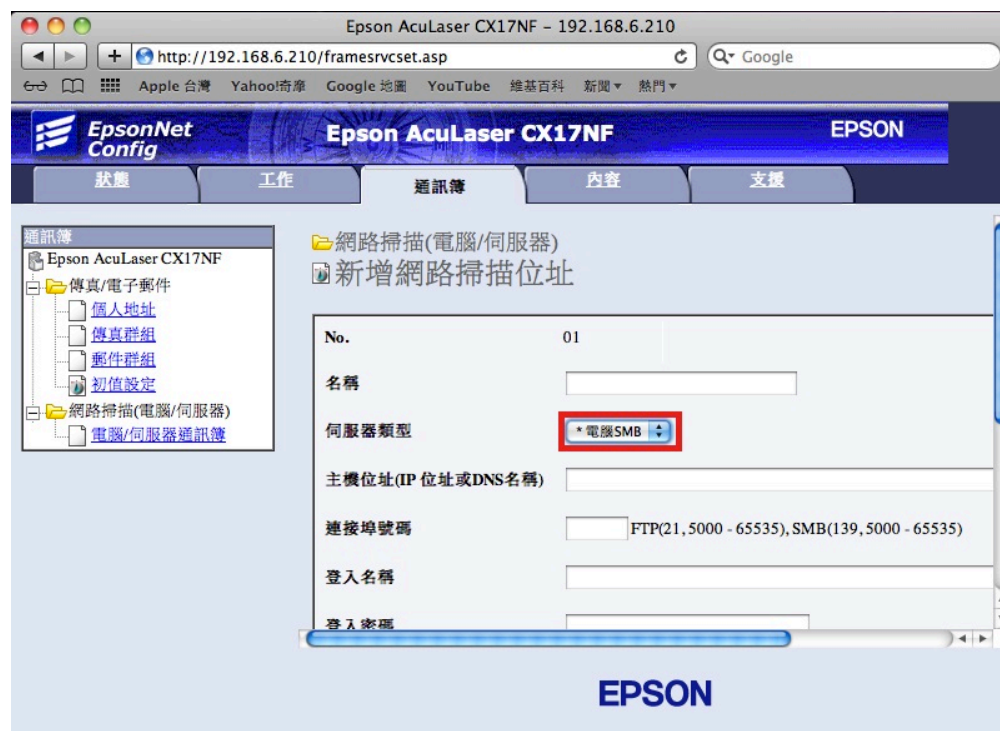 Epson AcuLaser CX17NF – 192.168.6.210
http://192.168.6.210/framesrvcset.asp
Google
Apple 台灣 Yahoo!奇摩 Google 地圖 YouTube 維基百科 新聞 熱門
EpsonNet
Config
Epson AcuLaser CX17NF
EPSON
狀態 工作 通訊簿 內容 支援
通訊簿
Epson AcuLaser CX17NF
傳真/電子郵件
個人地址
傳真群組
郵件群組
初值設定
網路掃描(電腦/伺服器)
電腦/伺服器通訊簿
網路掃描(電腦/伺服器)
新增網路掃描位址
No. 01
名稱
伺服器類型 * 電腦SMB
主機位址(IP 位址或DNS名稱)
連接埠號碼 FTP(21, 5000 - 65535), SMB(139, 5000 - 65535)
登入名稱
登入密碼
EPSON